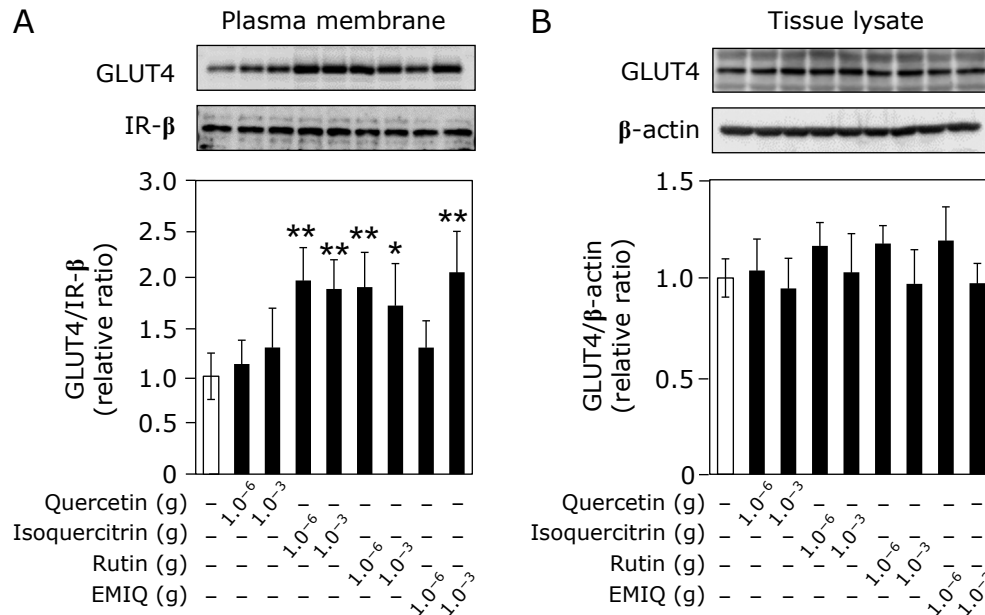 A
Plasma membrane
GLUT4
IR-β
3.0
2.5
2.0
1.5
1.0
0.5
0
GLUT4/IR-β
(relative ratio)
** ** ** * **
Quercetin (g) – 1.0⁻⁶ 1.0⁻³ – – – – – –
Isoquercitrin (g) – – – 1.0⁻⁶ 1.0⁻³ – – – –
Rutin (g) – – – – – 1.0⁻⁶ 1.0⁻³ – –
EMIQ (g) – – – – – – – 1.0⁻⁶ 1.0⁻³
B
Tissue lysate
GLUT4
β-actin
1.5
1.0
0.5
0
GLUT4/β-actin
(relative ratio)
Quercetin (g) – 1.0⁻⁶ 1.0⁻³ – – – – – –
Isoquercitrin (g) – – – 1.0⁻⁶ 1.0⁻³ – – – –
Rutin (g) – – – – – 1.0⁻⁶ 1.0⁻³ – –
EMIQ (g) – – – – – – – 1.0⁻⁶ 1.0⁻³